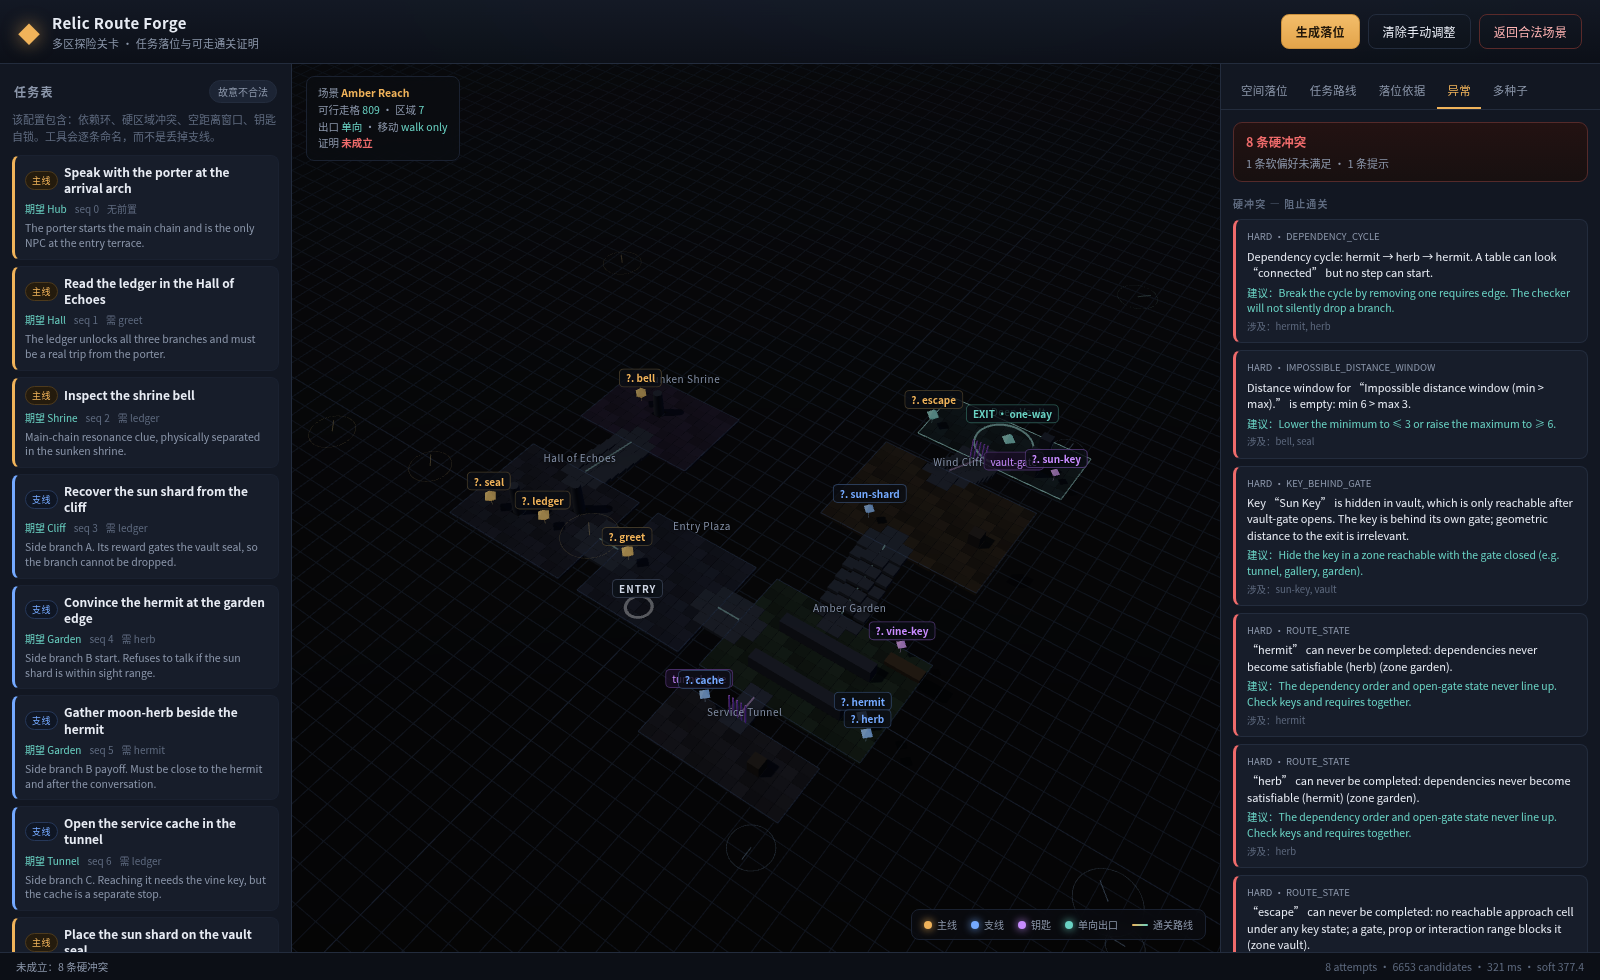 Relic Route Forge
多区探险关卡 · 任务落位与可走通关证明
生成落位
清除手动调整
返回合法场景
任务表
故意不合法
该配置包含：依赖环、硬区域冲突、空距离窗口、钥匙
自锁。工具会逐条命名，而不是丢掉支线。
主线
Speak with the porter at the
arrival arch
期望 Hub seq 0 无前置
The porter starts the main chain and is the only
NPC at the entry terrace.
主线
Read the ledger in the Hall of
Echoes
期望 Hall seq 1 需 greet
The ledger unlocks all three branches and must
be a real trip from the porter.
主线
Inspect the shrine bell
期望 Shrine seq 2 需 ledger
Main-chain resonance clue, physically separated
in the sunken shrine.
支线
Recover the sun shard from the
cliff
期望 Cliff seq 3 需 ledger
Side branch A. Its reward gates the vault seal, so
the branch cannot be dropped.
支线
Convince the hermit at the garden
edge
期望 Garden seq 4 需 herb
Side branch B start. Refuses to talk if the sun
shard is within sight range.
支线
Gather moon-herb beside the
hermit
期望 Garden seq 5 需 hermit
Side branch B payoff. Must be close to the hermit
and after the conversation.
支线
Open the service cache in the
tunnel
期望 Tunnel seq 6 需 ledger
Side branch C. Reaching it needs the vine key, but
the cache is a separate stop.
主线
Place the sun shard on the vault
seal
场景 Amber Reach
可行走格 809 · 区域 7
出口 单向 · 移动 walk only
证明 未成立
?. bell
nken Shrine
?. escape
EXIT · one-way
Hall of Echoes
Wind Cliff
vault-ga
?. sun-key
?. seal
?. ledger
?. sun-shard
Entry Plaza
?. greet
ENTRY
Amber Garden
?. vine-key
tu
?. cache
?. hermit
Service Tunnel
?. herb
主线
支线
钥匙
单向出口
通关路线
空间落位
任务路线
落位依据
异常
多种子
8 条硬冲突
1 条软偏好未满足 · 1 条提示
硬冲突 — 阻止通关
HARD · DEPENDENCY_CYCLE
Dependency cycle: hermit → herb → hermit. A table can look
“connected” but no step can start.
建议：Break the cycle by removing one requires edge. The checker
will not silently drop a branch.
涉及：hermit, herb
HARD · IMPOSSIBLE_DISTANCE_WINDOW
Distance window for “Impossible distance window (min >
max).” is empty: min 6 > max 3.
建议：Lower the minimum to ≤ 3 or raise the maximum to ≥ 6.
涉及：bell, seal
HARD · KEY_BEHIND_GATE
Key “Sun Key” is hidden in vault, which is only reachable after
vault-gate opens. The key is behind its own gate; geometric
distance to the exit is irrelevant.
建议：Hide the key in a zone reachable with the gate closed (e.g.
tunnel, gallery, garden).
涉及：sun-key, vault
HARD · ROUTE_STATE
“hermit” can never be completed: dependencies never
become satisfiable (herb) (zone garden).
建议：The dependency order and open-gate state never line up.
Check keys and requires together.
涉及：hermit
HARD · ROUTE_STATE
“herb” can never be completed: dependencies never become
satisfiable (hermit) (zone garden).
建议：The dependency order and open-gate state never line up.
Check keys and requires together.
涉及：herb
HARD · ROUTE_STATE
“escape” can never be completed: no reachable approach cell
under any key state; a gate, prop or interaction range blocks it
(zone vault).
未成立：8 条硬冲突
8 attempts · 6653 candidates · 321 ms · soft 377.4